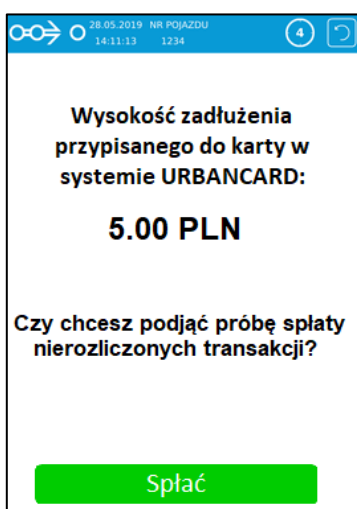 28.05.2019 NR POJAZDU
14:11:13 1234
4
Wysokość zadłużenia
przypisanego do karty w
systemie URBANCARD:
5.00 PLN
Czy chcesz podjąć próbę spłaty
nierozliczonych transakcji?
Spłać